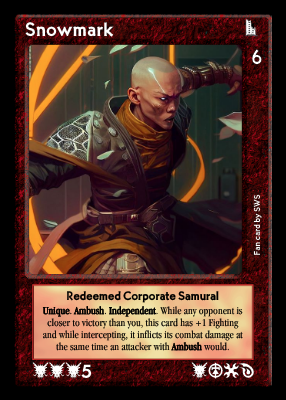 Snowmark
6
Fan card by SWS
Redeemed Corporate Samurai
Unique. Ambush. Independent. While any opponent is
closer to victory than you, this card has +1 Fighting
and while intercepting, it inflicts its combat damage at
the same time an attacker with Ambush would.
5